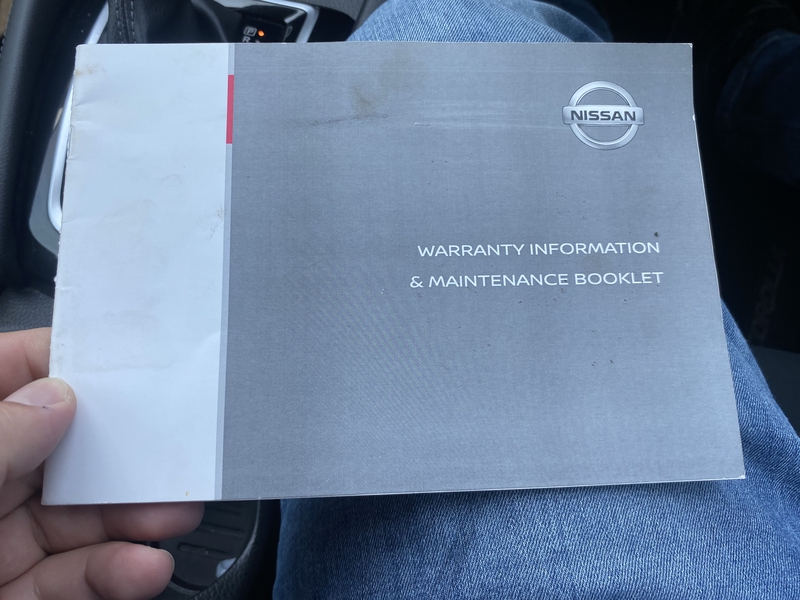 NISSAN
WARRANTY INFORMATION
& MAINTENANCE BOOKLET